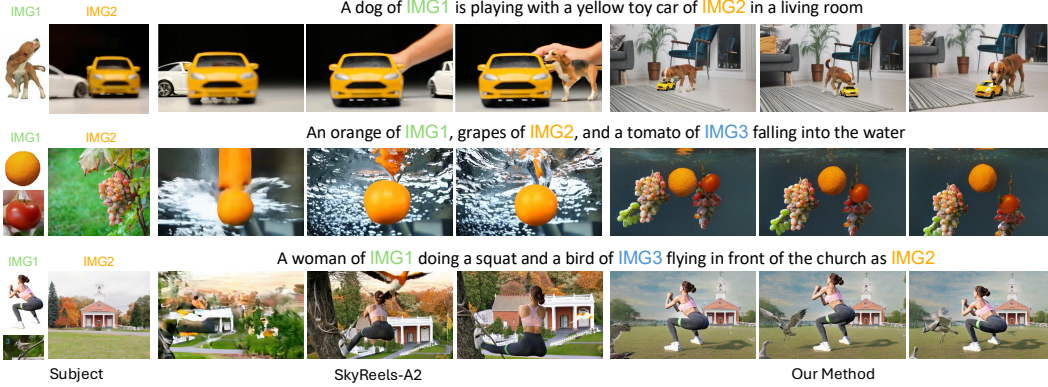 IMG1 IMG2
A dog of IMG1 is playing with a yellow toy car of IMG2 in a living room
IMG1 IMG2
An orange of IMG1, grapes of IMG2, and a tomato of IMG3 falling into the water
IMG1 IMG2
A woman of IMG1 doing a squat and a bird of IMG3 flying in front of the church as IMG2
Subject SkyReels-A2 Our Method